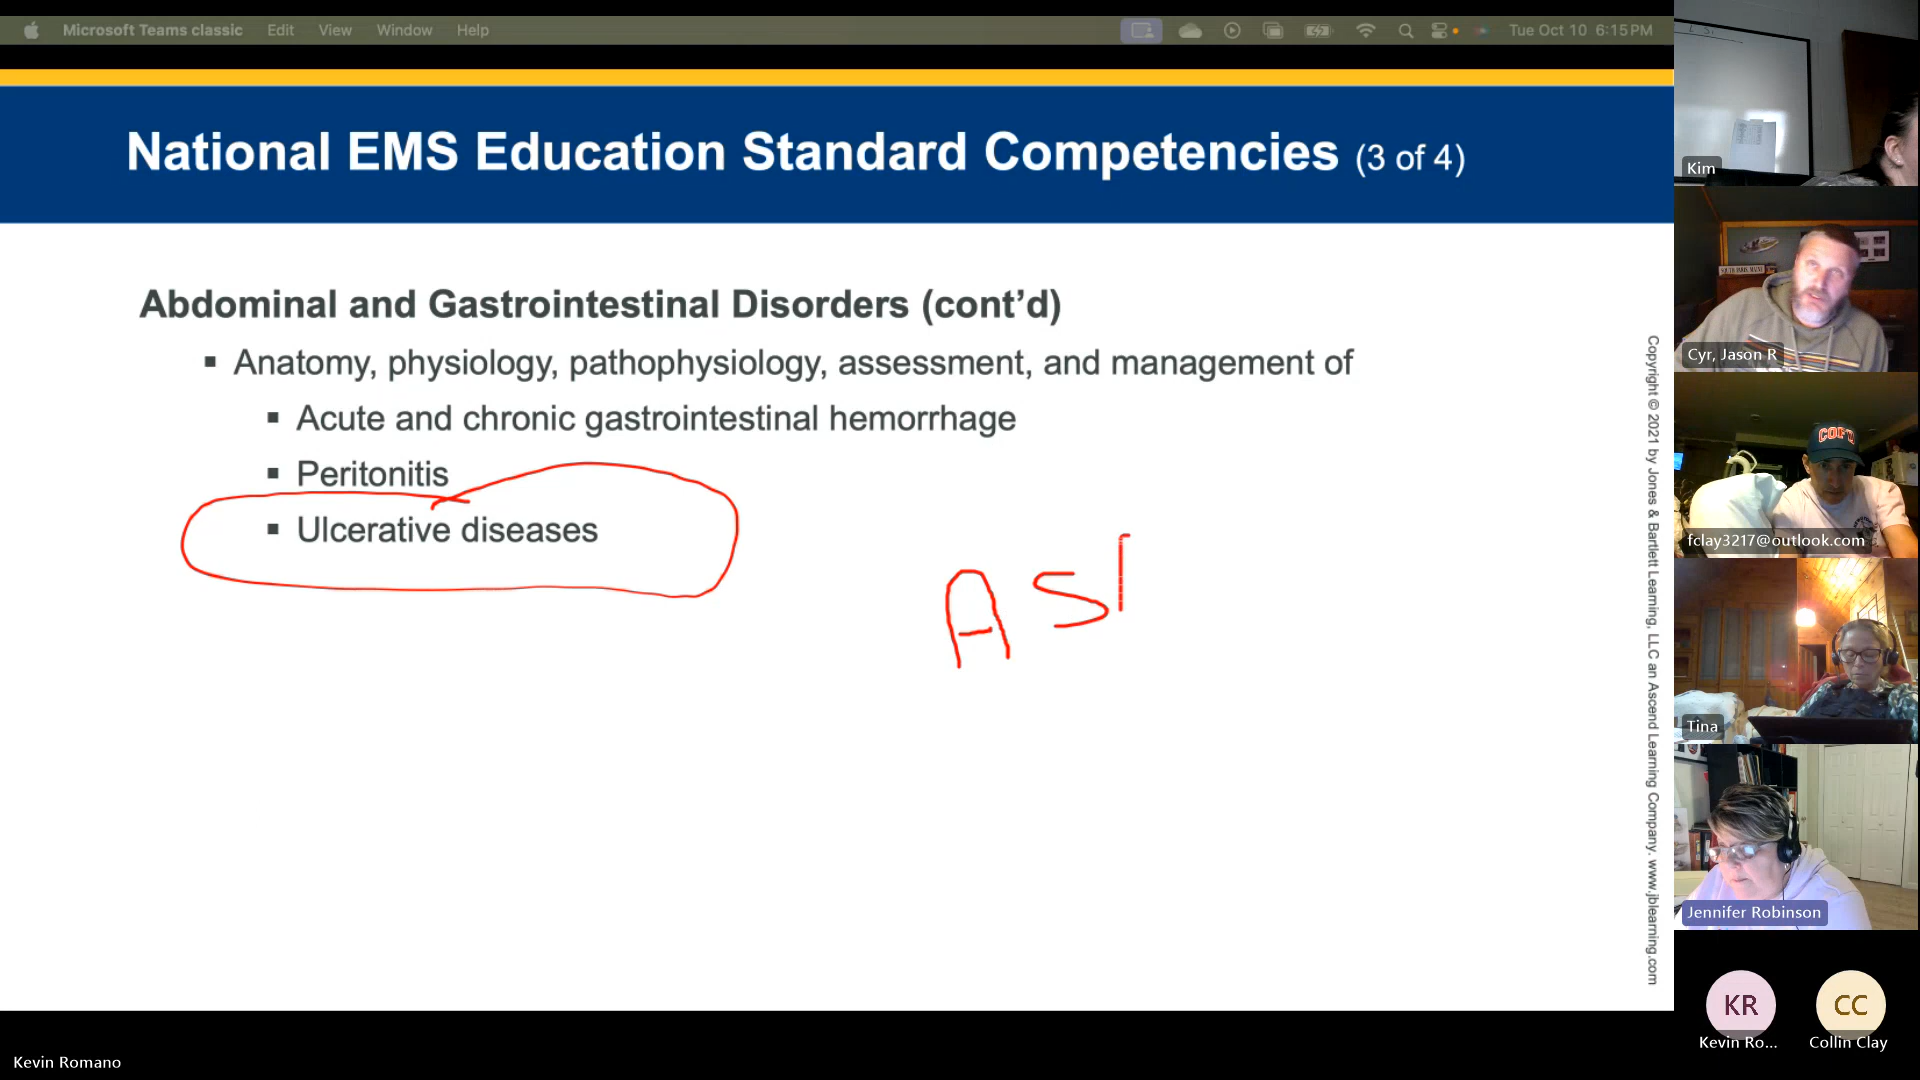 Microsoft Teams classic Edit View Window Help Tue Oct 10 6:15 PM
National EMS Education Standard Competencies (3 of 4)
Abdominal and Gastrointestinal Disorders (cont’d)
▪ Anatomy, physiology, pathophysiology, assessment, and management of
▪ Acute and chronic gastrointestinal hemorrhage
▪ Peritonitis
▪ Ulcerative diseases
AS
Copyright © 2021 by Jones & Bartlett Learning, LLC an Ascend Learning Company. www.jblearning.com
Kim
Cyr, Jason R
COFD
fclay3217@outlook.com
Tina
Jennifer Robinson
KR
Kevin Ro...
CC
Collin Clay
Kevin Romano